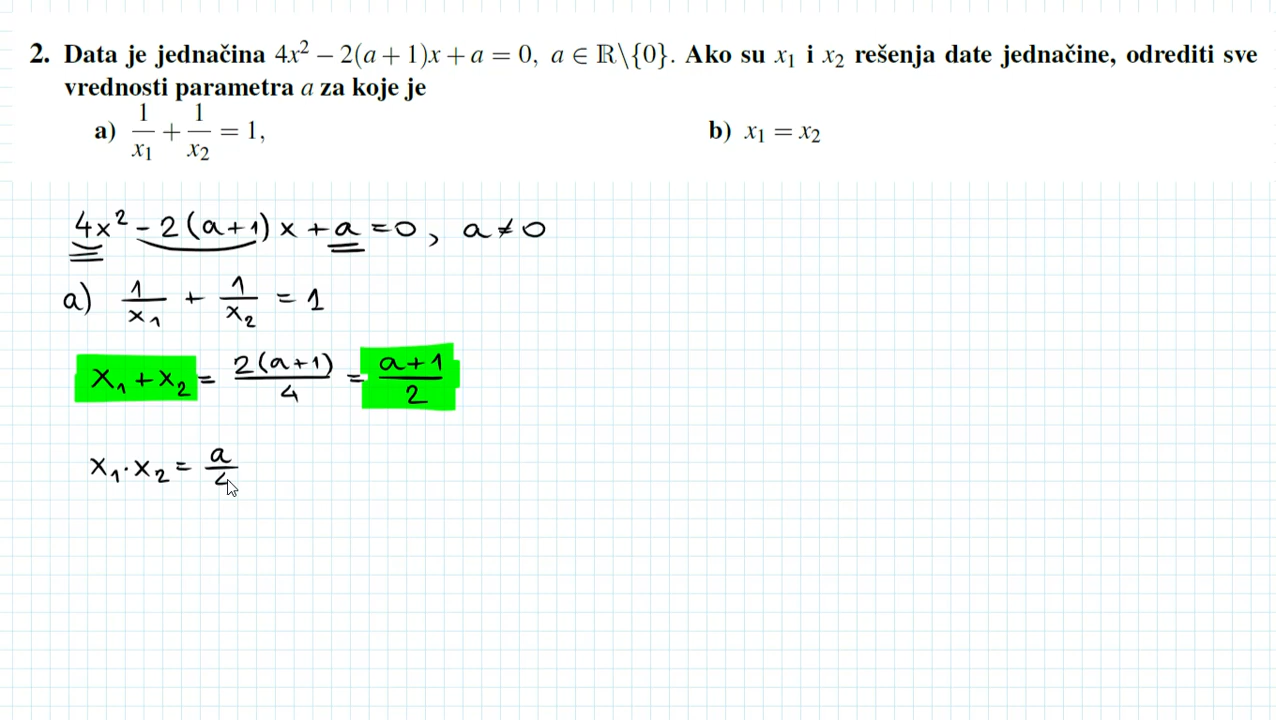 2. Data je jednačina 4x² − 2(a + 1)x + a = 0, a ∈ ℝ\{0}. Ako su x₁ i x₂ rešenja date jednačine, odrediti sve
vrednosti parametra a za koje je
a) 1/x₁ + 1/x₂ = 1,
b) x₁ = x₂
4x² − 2(a+1)x + a = 0, a ≠ 0
a) 1/x₁ + 1/x₂ = 1
x₁ + x₂ = 2(a+1)/4 = a+1/2
x₁ · x₂ = a/4